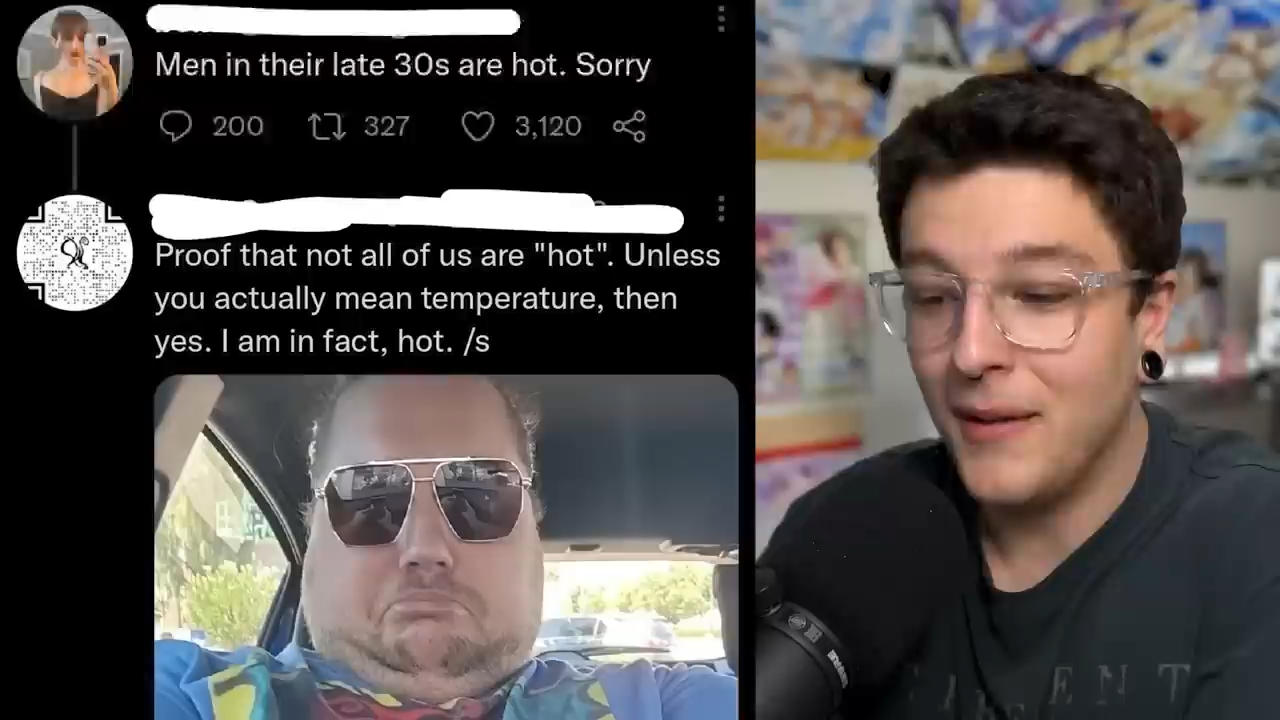 Men in their late 30s are hot. Sorry
200 327 3,120
Proof that not all of us are "hot". Unless
you actually mean temperature, then
yes. I am in fact, hot. /s